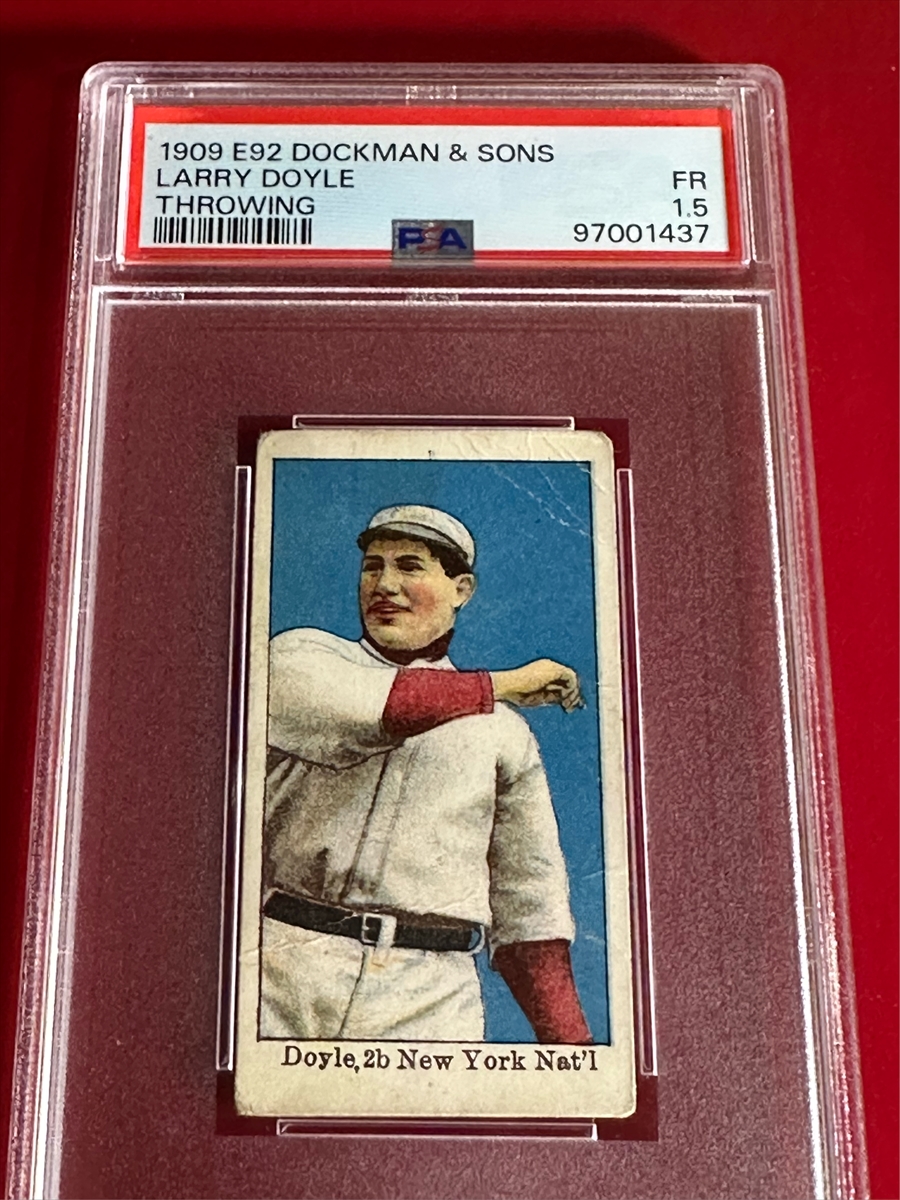 1909 E92 DOCKMAN & SONS
LARRY DOYLE FR
THROWING 1.5
PSA 97001437
Doyle, 2b New York Nat'l